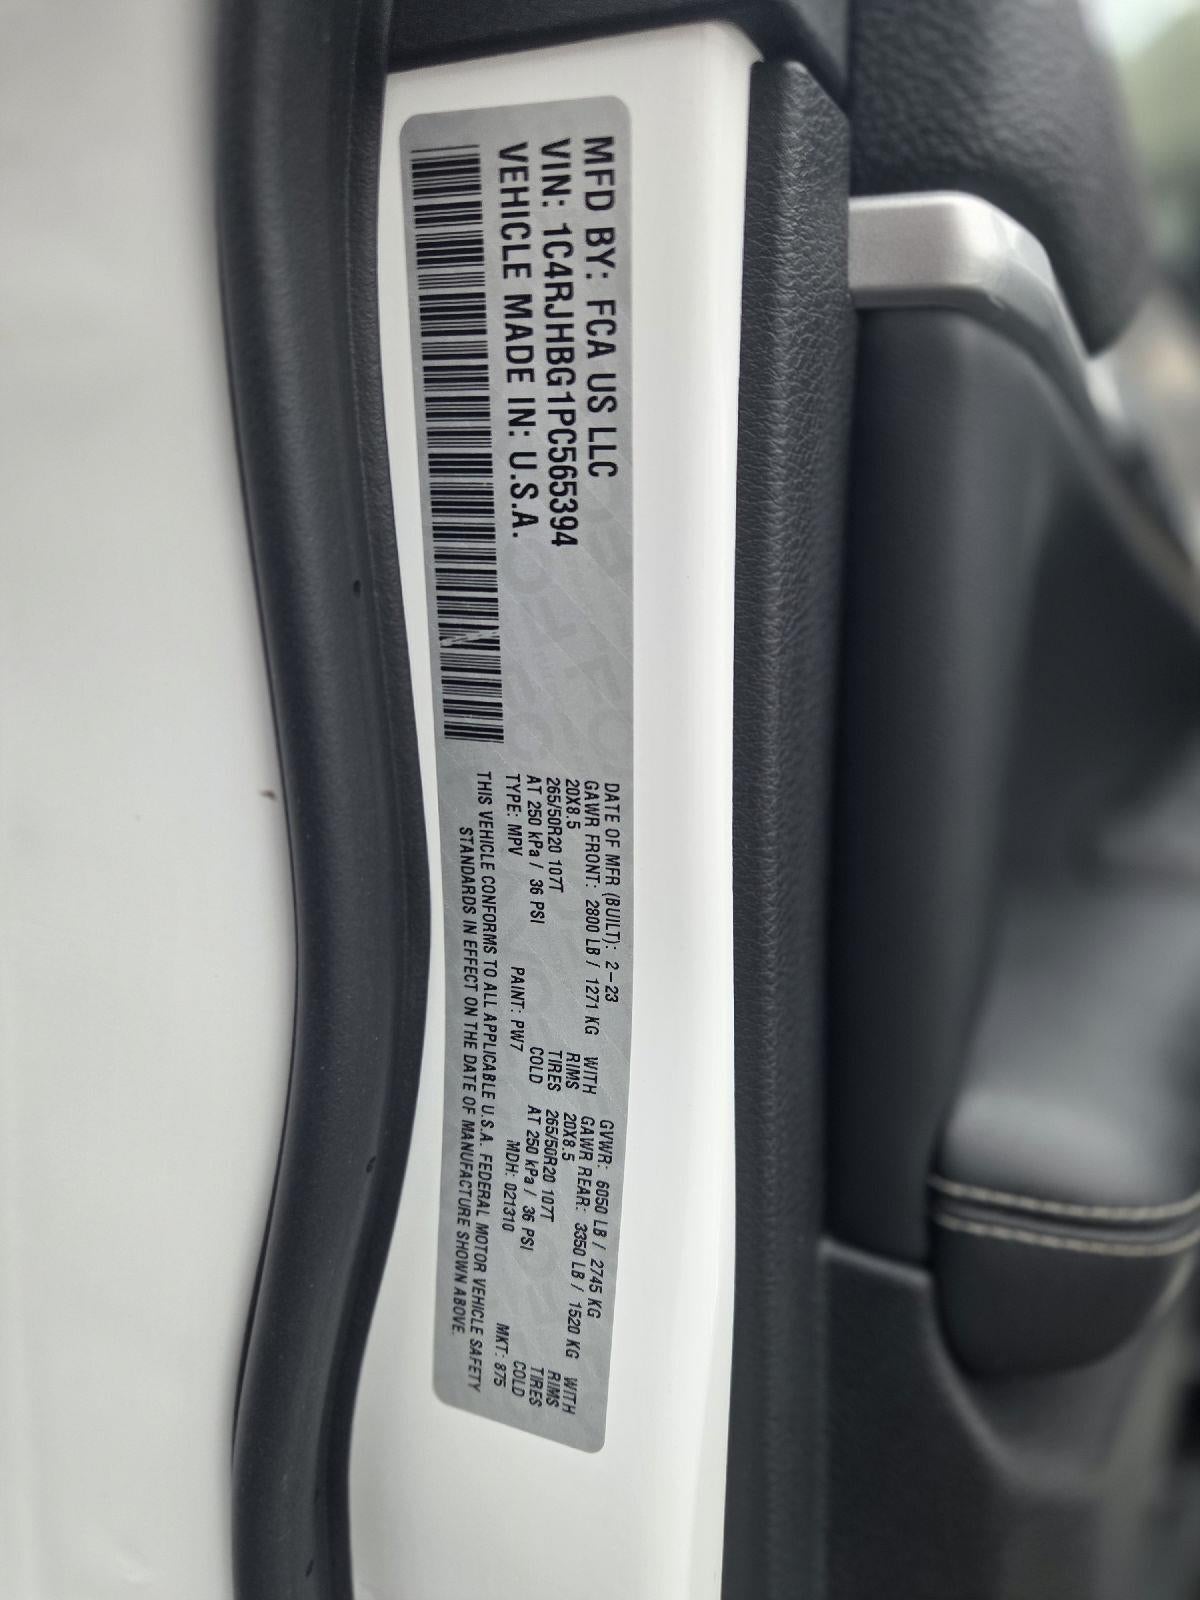 MFD BY: FCA US LLC
VIN: 1C4RJHBG1PC565394
VEHICLE MADE IN: U.S.A.
DATE OF MFR (BUILT): 2-23 GVWR: 6050 LB / 2745 KG
GAWR FRONT: 2800 LB / 1271 KG WITH GAWR REAR: 3350 LB / 1520 KG WITH
20X8.5 RIMS 20X8.5 RIMS
265/50R20 107T TIRES 265/50R20 107T TIRES
AT 250 kPa / 36 PSI COLD AT 250 kPa / 36 PSI COLD
TYPE: MPV PAINT: PW7 MDH: 021310 MKT: 875
THIS VEHICLE CONFORMS TO ALL APPLICABLE U.S.A. FEDERAL MOTOR VEHICLE SAFETY
STANDARDS IN EFFECT ON THE DATE OF MANUFACTURE SHOWN ABOVE.